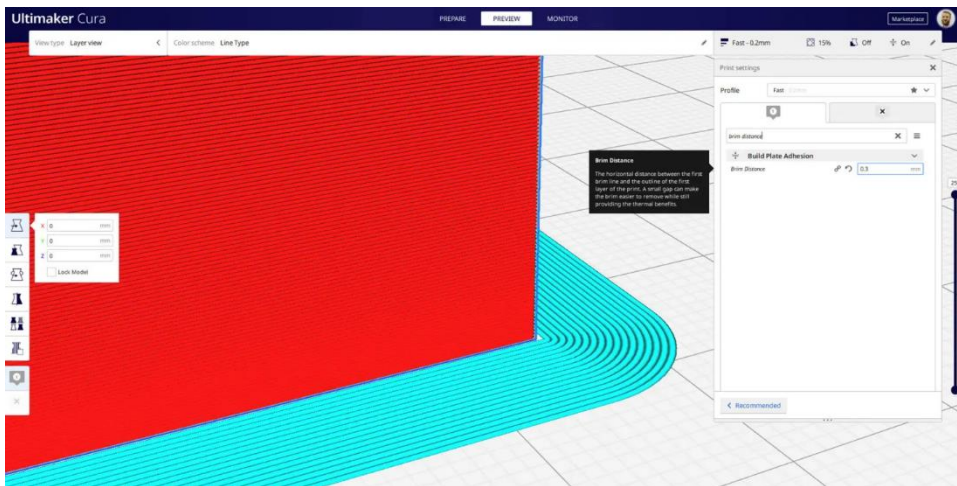 Ultimaker Cura
PREPARE PREVIEW MONITOR
Marketplace
View type Layer view
Color scheme Line Type
Fast - 0.2mm 15% Off On
Print settings
Profile Fast
brim distance
Build Plate Adhesion
Brim Distance 0.3 mm
Brim Distance
The horizontal distance between the first
brim line and the outline of the first
layer of the print. A small gap can make
the brim easier to remove while still
providing the thermal benefits.
X 0 mm
Y 0 mm
Z 0 mm
Lock Model
Recommended